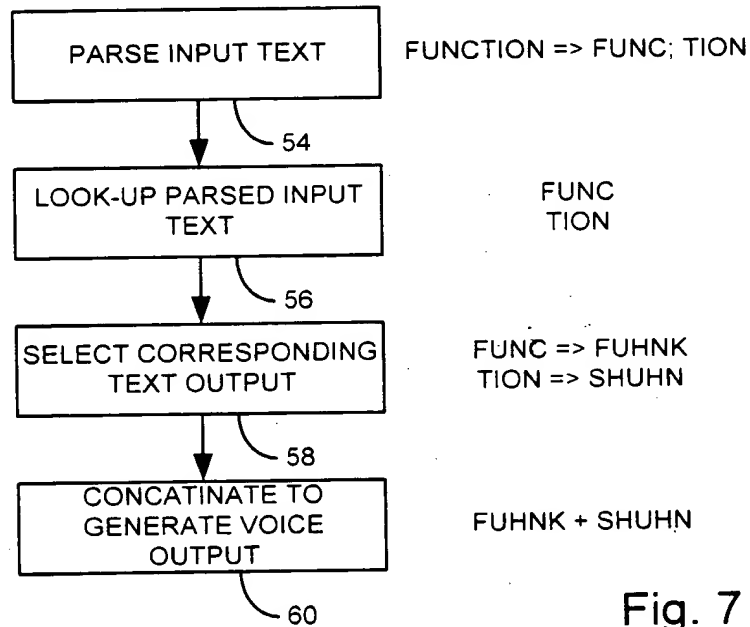 PARSE INPUT TEXT
FUNCTION => FUNC; TION
54
LOOK-UP PARSED INPUT
TEXT
FUNC
TION
56
SELECT CORRESPONDING
TEXT OUTPUT
FUNC => FUHNK
TION => SHUHN
58
CONCATINATE TO
GENERATE VOICE
OUTPUT
FUHNK + SHUHN
60
Fig. 7